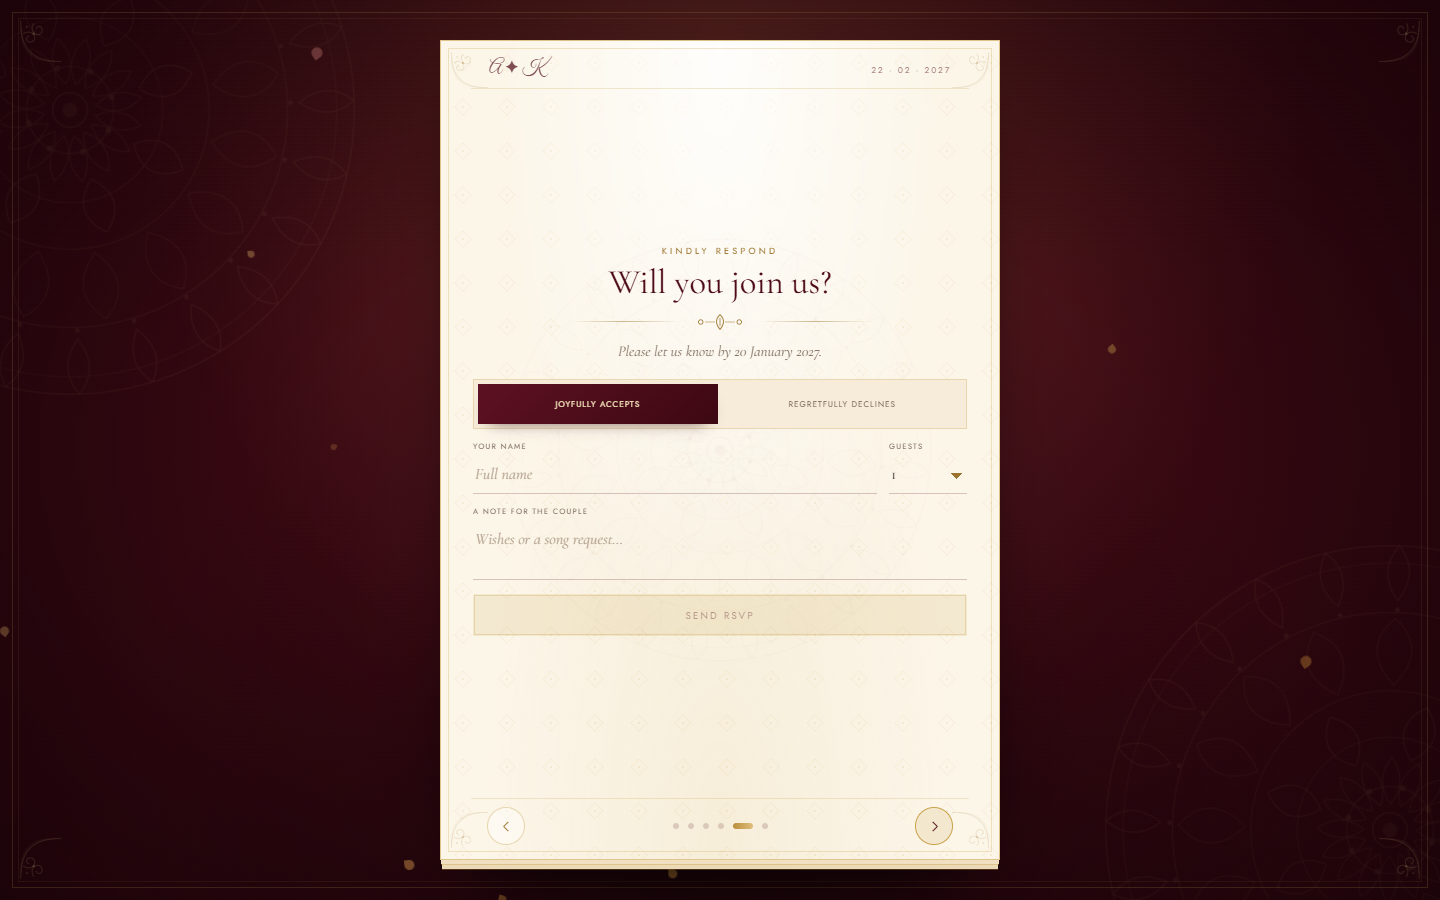 A✦K
22 · 02 · 2027
KINDLY RESPOND
Will you join us?
Please let us know by 20 January 2027.
JOYFULLY ACCEPTS
REGRETFULLY DECLINES
YOUR NAME
GUESTS
Full name
1
A NOTE FOR THE COUPLE
Wishes or a song request...
SEND RSVP